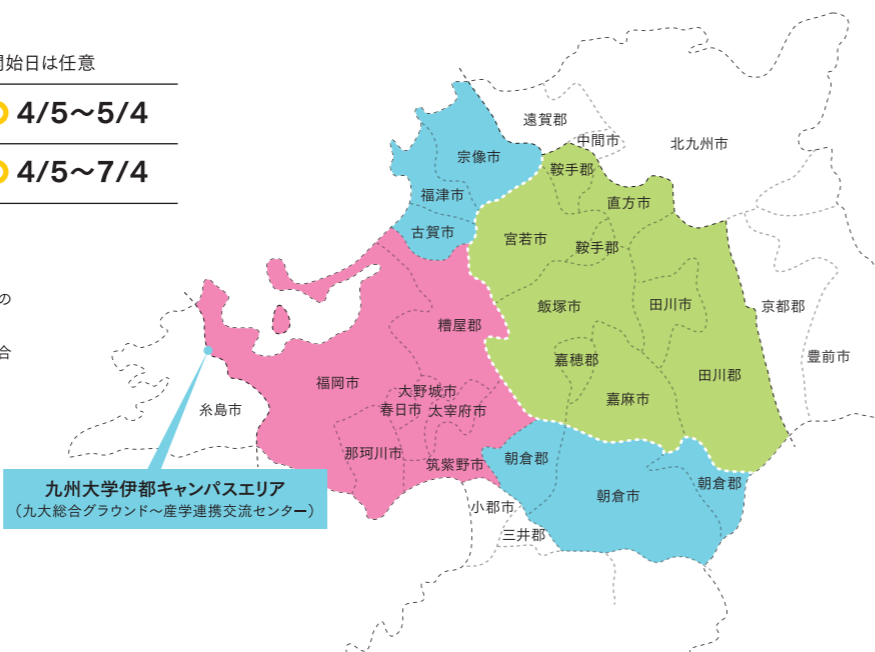 開始日は任意
4/5〜5/4
4/5〜7/4
の
合
遠賀郡
中間市
北九州市
宗像市
鞍手郡
福津市
直方市
古賀市
宮若市
鞍手郡
飯塚市
田川市
京都郡
糟屋郡
豊前市
嘉穂郡
田川郡
福岡市
大野城市
嘉麻市
糸島市
春日市
太宰府市
那珂川市
筑紫野市
朝倉郡
朝倉郡
朝倉市
九州大学伊都キャンパスエリア
（九大総合グラウンド〜産学連携交流センター）
小郡市
三井郡